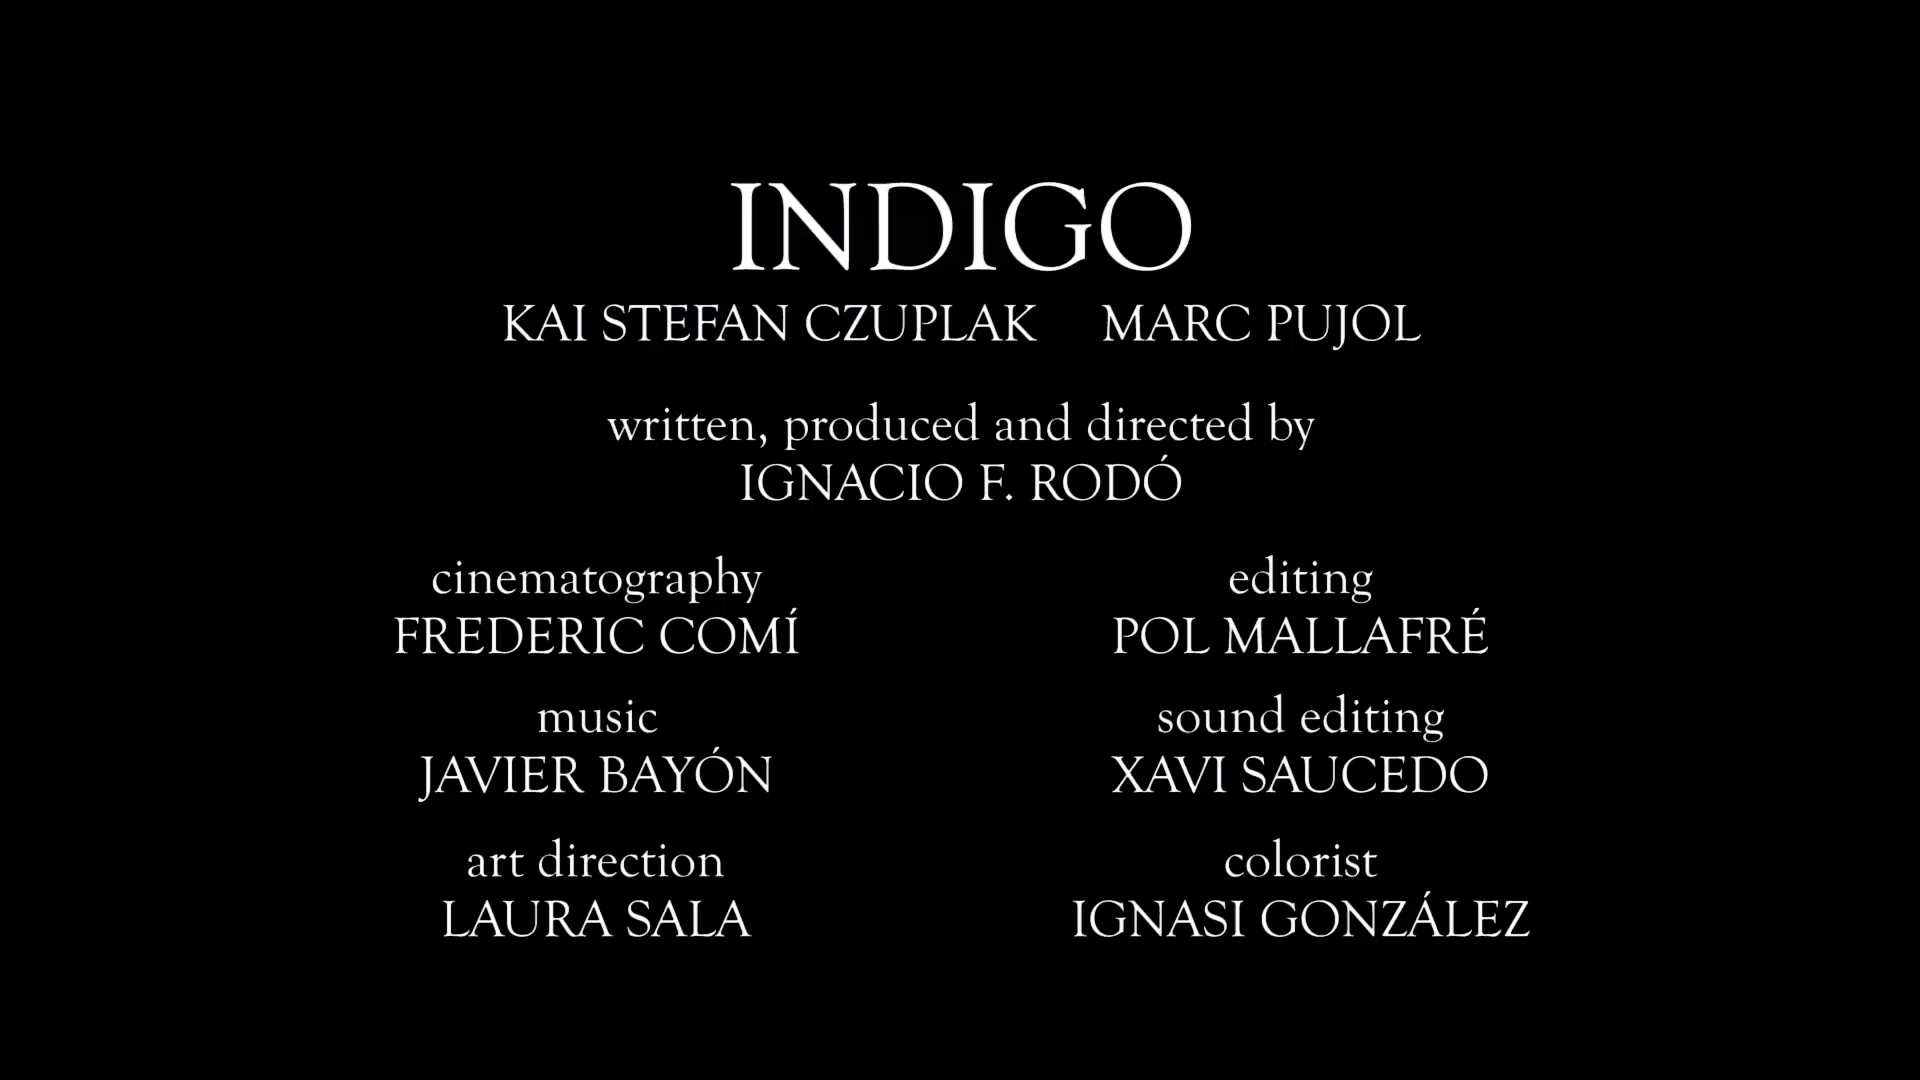 INDIGO
KAI STEFAN CZUPLAK MARC PUJOL
written, produced and directed by
IGNACIO F. RODÓ
cinematography
FREDERIC COMÍ
editing
POL MALLAFRÉ
music
JAVIER BAYÓN
sound editing
XAVI SAUCEDO
art direction
LAURA SALA
colorist
IGNASI GONZÁLEZ